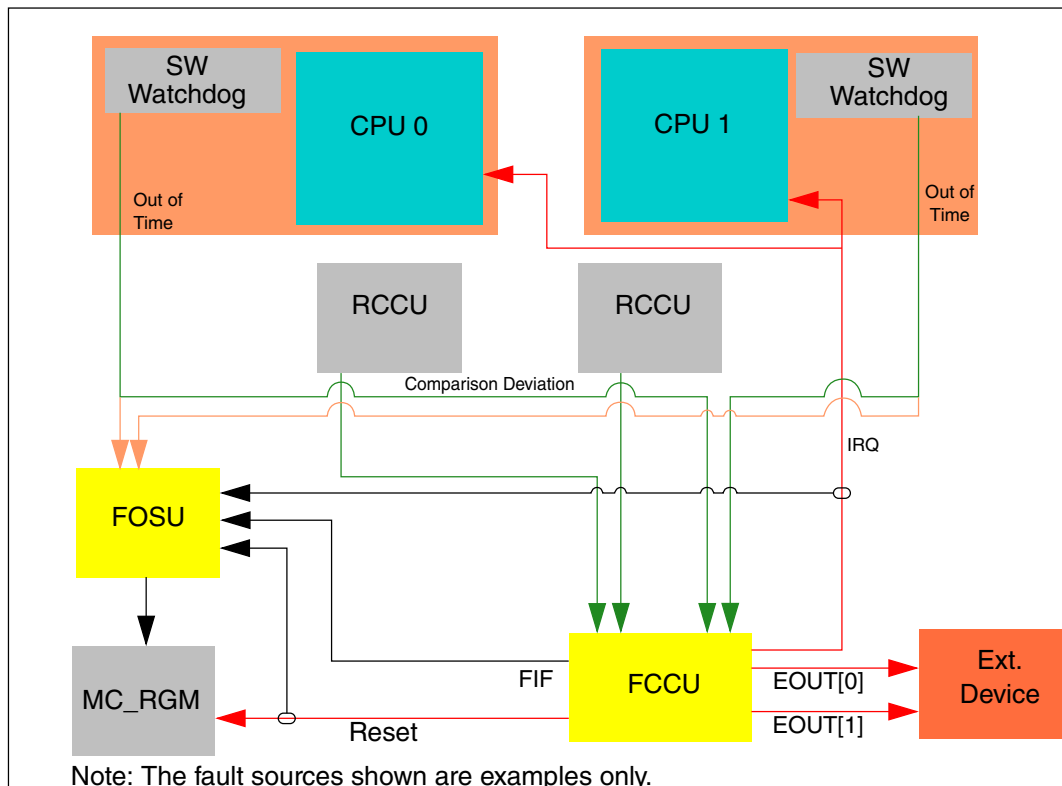 SW
Watchdog
CPU 0
CPU 1
SW
Watchdog
Out of
Time
Out of
Time
RCCU
RCCU
Comparison Deviation
IRQ
FOSU
FIF
MC_RGM
Reset
FCCU
EOUT[0]
EOUT[1]
Ext.
Device
Note: The fault sources shown are examples only.